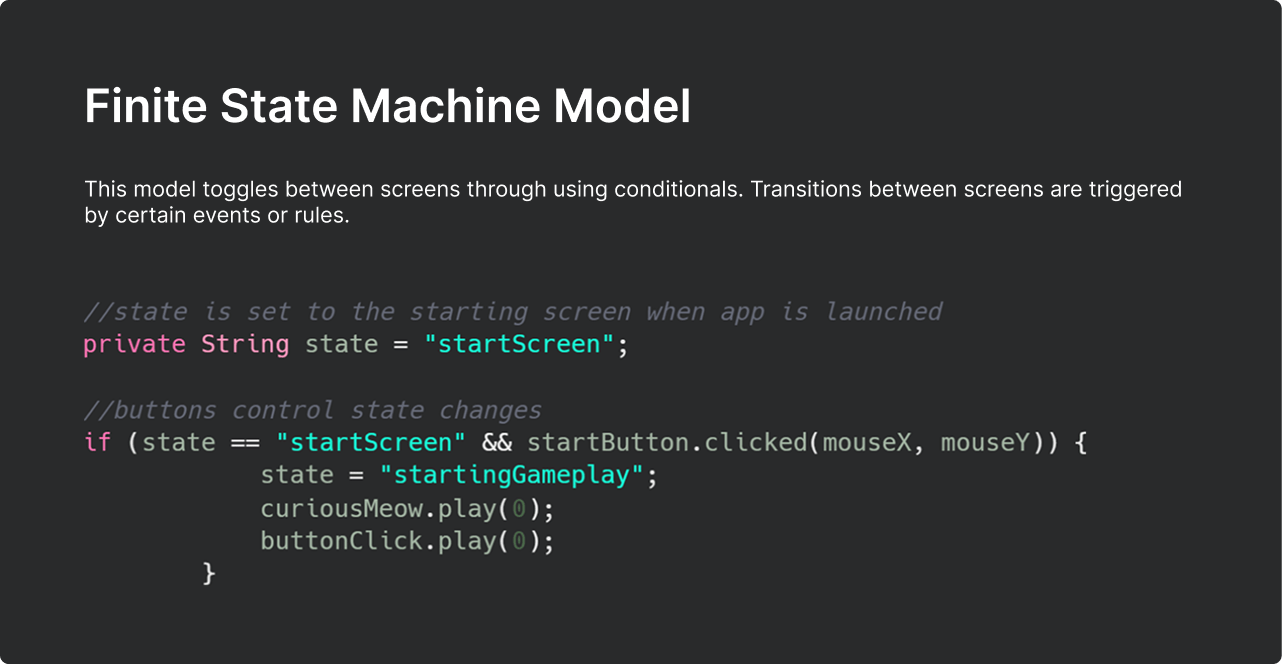 Finite State Machine Model
This model toggles between screens through using conditionals. Transitions between screens are triggered
by certain events or rules.
//state is set to the starting screen when app is launched
private String state = "startScreen";
//buttons control state changes
if (state == "startScreen" && startButton.clicked(mouseX, mouseY)) {
state = "startingGameplay";
curiousMeow.play(0);
buttonClick.play(0);
}